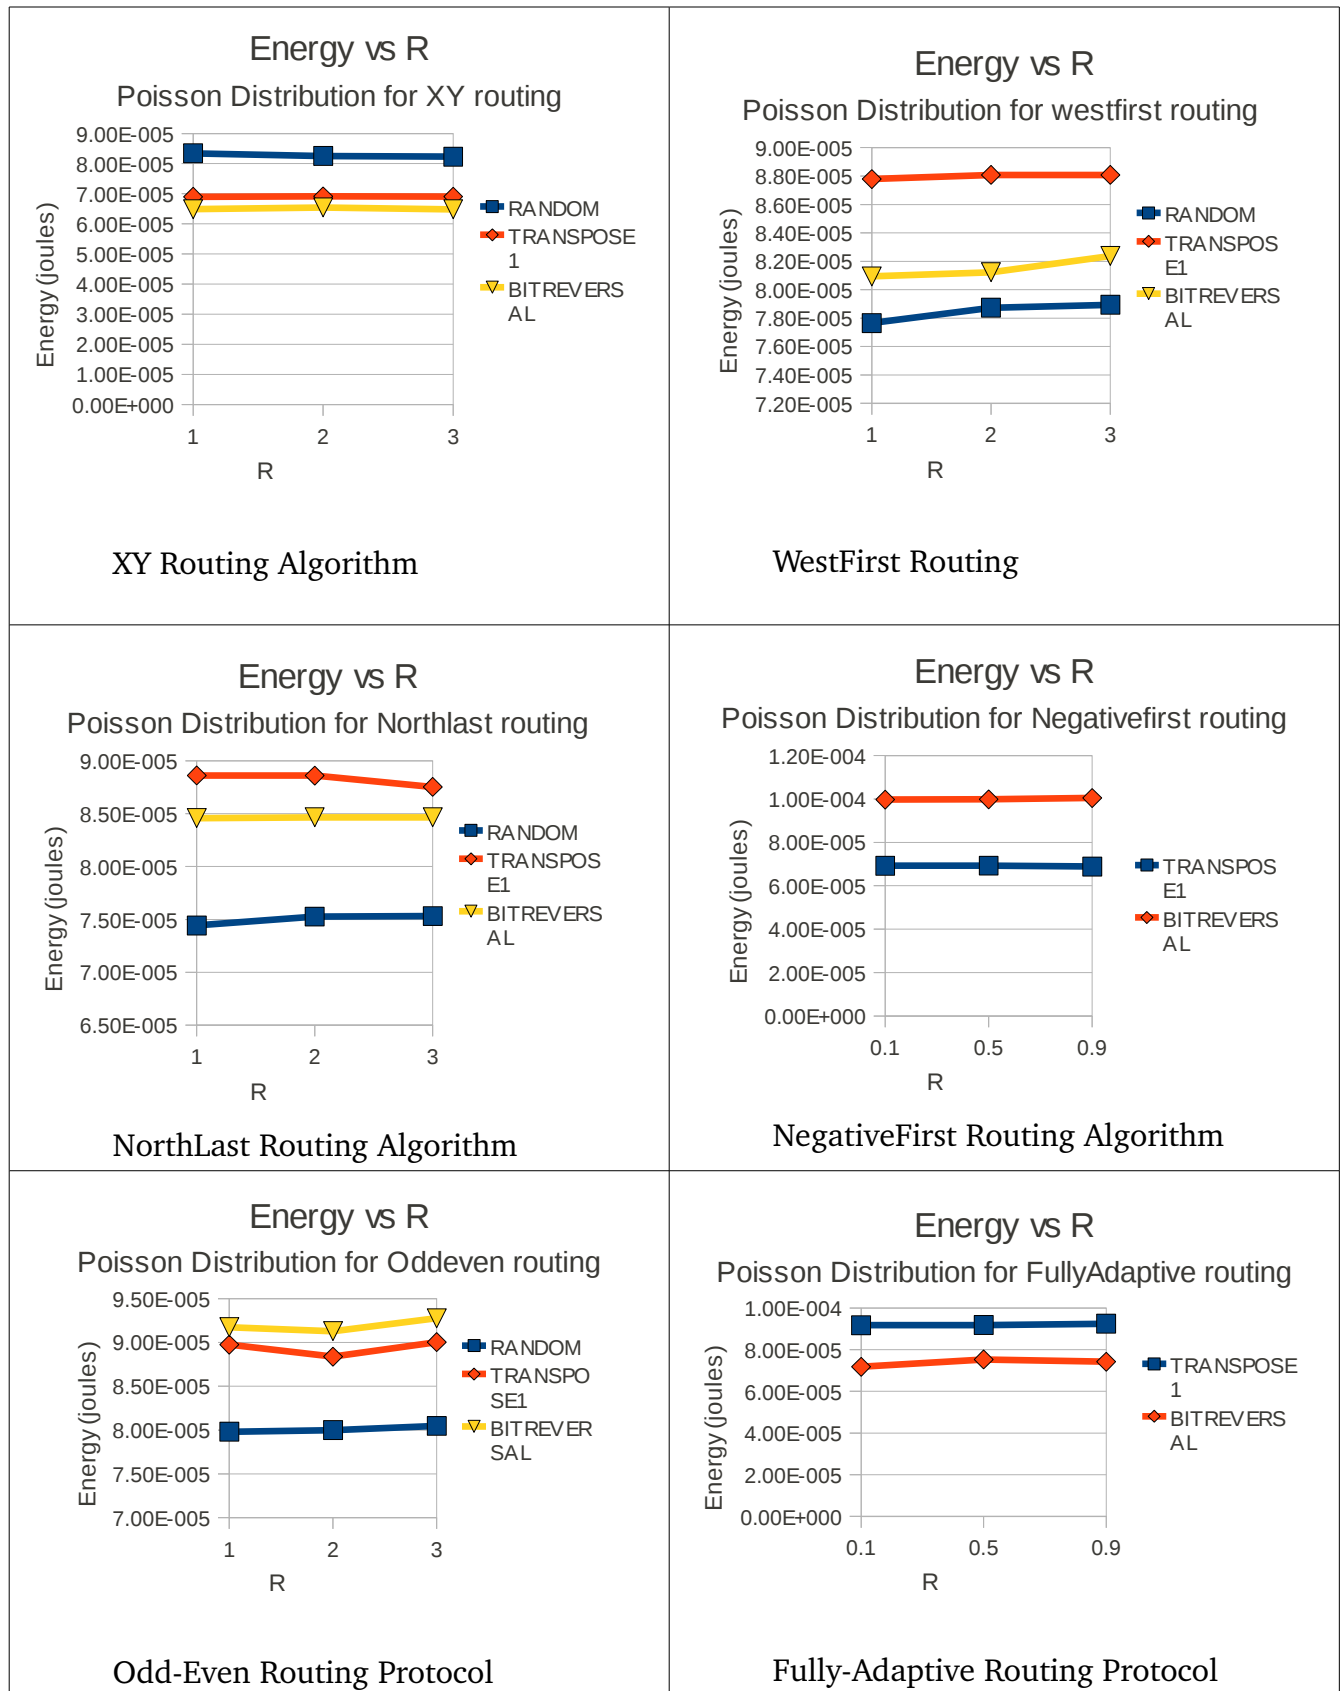 Energy vs R
Poisson Distribution for XY routing
9.00E-005
8.00E-005
7.00E-005
6.00E-005
5.00E-005
4.00E-005
3.00E-005
2.00E-005
1.00E-005
0.00E+000
Energy (joules)
1 2 3
R
RANDOM
TRANSPOSE
1
BITREVERS
AL
XY Routing Algorithm
Energy vs R
Poisson Distribution for westfirst routing
9.00E-005
8.80E-005
8.60E-005
8.40E-005
8.20E-005
8.00E-005
7.80E-005
7.60E-005
7.40E-005
7.20E-005
Energy (joules)
1 2 3
R
RANDOM
TRANSPOS
E1
BITREVERS
AL
WestFirst Routing
Energy vs R
Poisson Distribution for Northlast routing
9.00E-005
8.50E-005
8.00E-005
7.50E-005
7.00E-005
6.50E-005
Energy (joules)
1 2 3
R
RANDOM
TRANSPOS
E1
BITREVERS
AL
NorthLast Routing Algorithm
Energy vs R
Poisson Distribution for Negativefirst routing
1.20E-004
1.00E-004
8.00E-005
6.00E-005
4.00E-005
2.00E-005
0.00E+000
Energy (joules)
0.1 0.5 0.9
R
TRANSPOS
E1
BITREVERS
AL
NegativeFirst Routing Algorithm
Energy vs R
Poisson Distribution for Oddeven routing
9.50E-005
9.00E-005
8.50E-005
8.00E-005
7.50E-005
7.00E-005
Energy (joules)
1 2 3
R
RANDOM
TRANSPO
SE1
BITREVER
SAL
Odd-Even Routing Protocol
Energy vs R
Poisson Distribution for FullyAdaptive routing
1.00E-004
8.00E-005
6.00E-005
4.00E-005
2.00E-005
0.00E+000
Energy (joules)
0.1 0.5 0.9
R
TRANSPOSE
1
BITREVERS
AL
Fully-Adaptive Routing Protocol